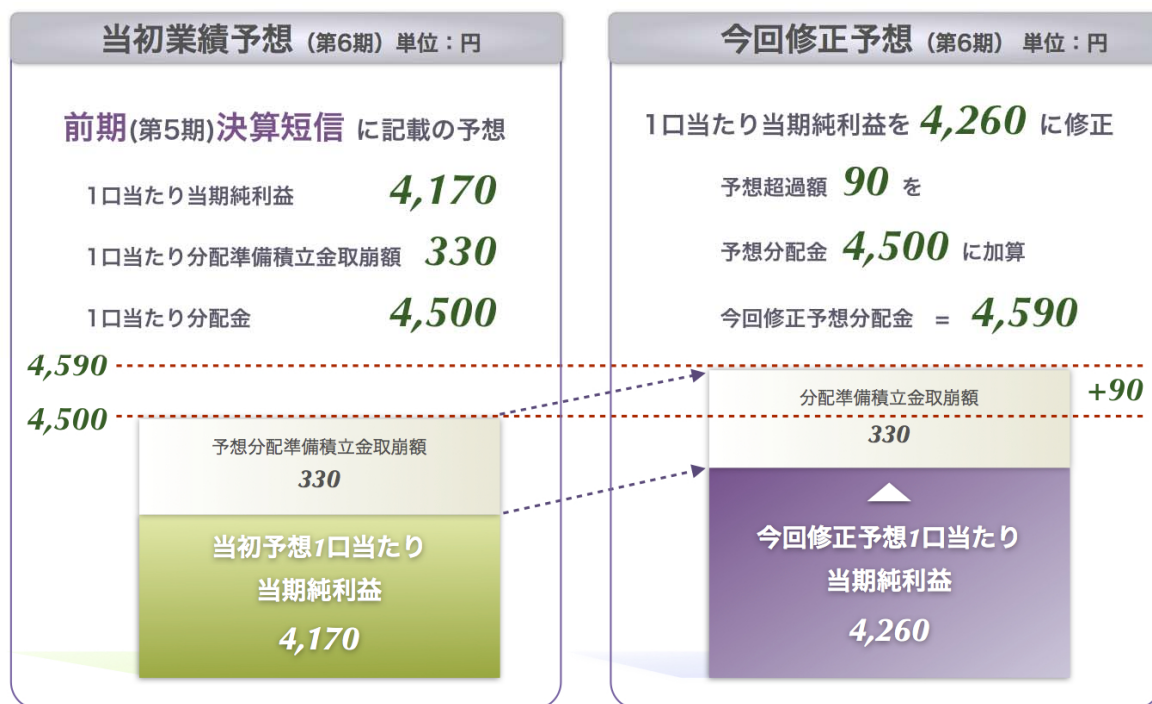 当初業績予想（第6期）単位：円
前期(第5期)決算短信 に記載の予想
1口当たり当期純利益 4,170
1口当たり分配準備積立金取崩額 330
1口当たり分配金 4,500
4,590
4,500
予想分配準備積立金取崩額
330
当初予想1口当たり
当期純利益
4,170
今回修正予想（第6期） 単位：円
1口当たり当期純利益を 4,260 に修正
予想超過額 90 を
予想分配金 4,500 に加算
今回修正予想分配金 = 4,590
+90
分配準備積立金取崩額
330
今回修正予想1口当たり
当期純利益
4,260